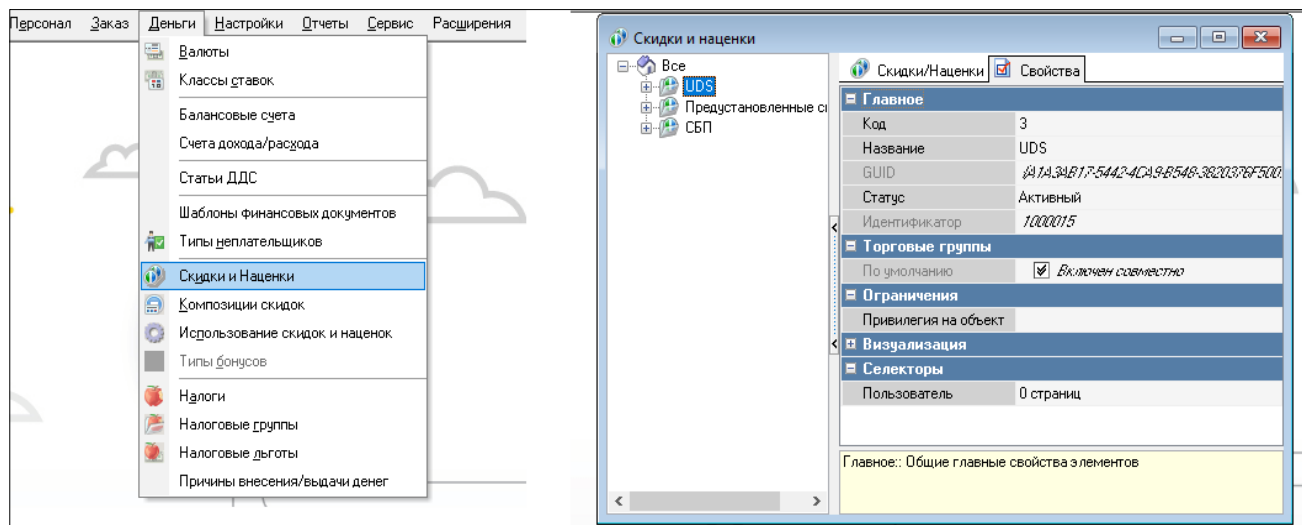 Персонал Заказ Деньги Настройки Отчеты Сервис Расширения
Валюты
Классы ставок
Балансовые счета
Счета дохода/расхода
Статьи ДДС
Шаблоны финансовых документов
Типы неплательщиков
Скидки и Наценки
Композиции скидок
Использование скидок и наценок
Типы бонусов
Налоги
Налоговые группы
Налоговые льготы
Причины внесения/выдачи денег
Скидки и наценки
Все
UDS
Предустановленные
СБП
Скидки/Наценки Свойства
Главное
Код 3
Название UDS
GUID
Статус Активный
Идентификатор 1000015
Торговые группы
По умолчанию Включен совместно
Ограничения
Привилегия на объект
Визуализация
Селекторы
Пользователь 0 страниц
Главное:: Общие главные свойства элементов